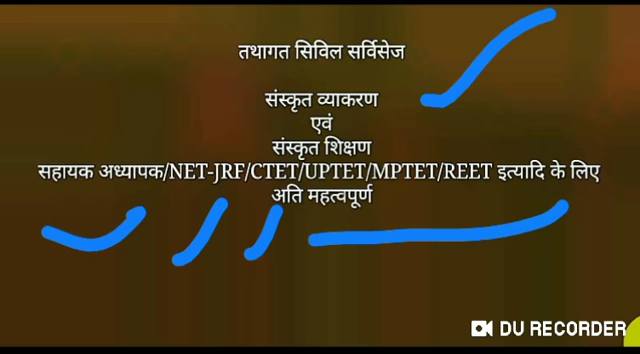 तथागत सिविल सर्विसेज
संस्कृत व्याकरण
एवं
संस्कृत शिक्षण
सहायक अध्यापक/NET-JRF/CTET/UPTET/MPTET/REET इत्यादि के लिए
अति महत्वपूर्ण
DU RECORDER